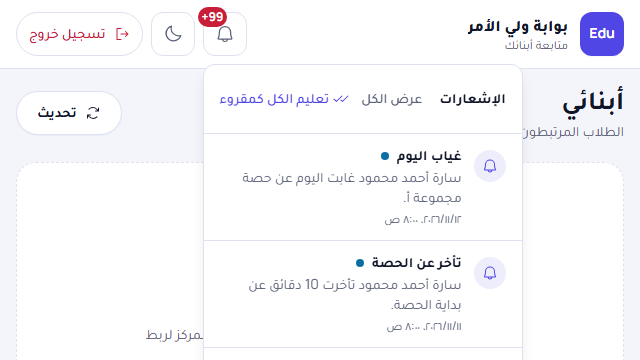 Edu
بوابة ولي الأمر
متابعة أبنائك
+99
تسجيل خروج
أبنائي
الطلاب المرتبطون
تحديث
الإشعارات
عرض الكل
تعليم الكل كمقروء
غياب اليوم
سارة أحمد محمود غابت اليوم عن حصة
مجموعة أ.
١٢‏/١١‏/٢٠٢٦، ٨:٠٠ ص
تأخر عن الحصة
سارة أحمد محمود تأخرت 10 دقائق عن
بداية الحصة.
١١‏/١١‏/٢٠٢٦، ٨:٠٠ ص
لربط